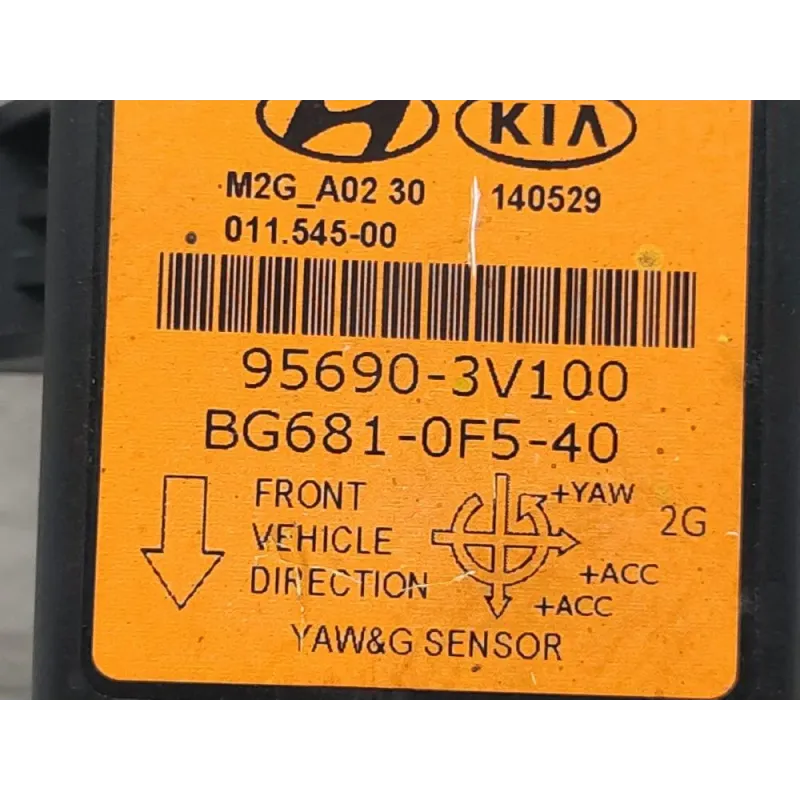 KIA
M2G_A02 30 140529
011.545-00
95690-3V100
BG681-0F5-40
FRONT
VEHICLE
DIRECTION
+YAW
2G
+ACC
+ACC
YAW&G SENSOR